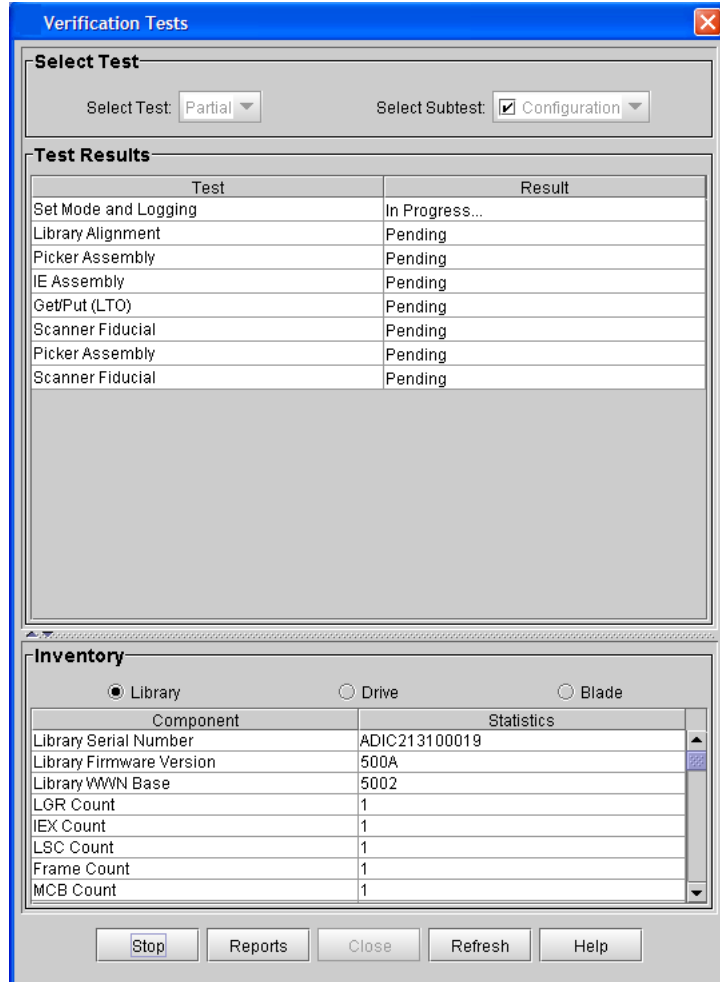 Verification Tests
Select Test
Select Test: Partial Select Subtest: Configuration
Test Results
Test Result
Set Mode and Logging In Progress...
Library Alignment Pending
Picker Assembly Pending
IE Assembly Pending
Get/Put (LTO) Pending
Scanner Fiducial Pending
Picker Assembly Pending
Scanner Fiducial Pending
Inventory
Library Drive Blade
Component Statistics
Library Serial Number ADIC213100019
Library Firmware Version 500A
Library WWN Base 5002
LGR Count 1
IEX Count 1
LSC Count 1
Frame Count 1
MCB Count 1
Stop Reports Close Refresh Help